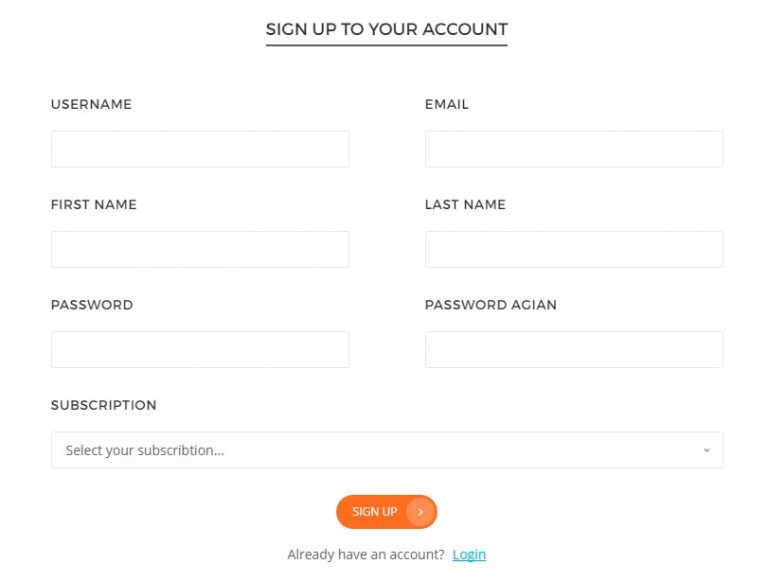 SIGN UP TO YOUR ACCOUNT
USERNAME
EMAIL
FIRST NAME
LAST NAME
PASSWORD
PASSWORD AGIAN
SUBSCRIPTION
Select your subscribtion...
SIGN UP
Already have an account? Login